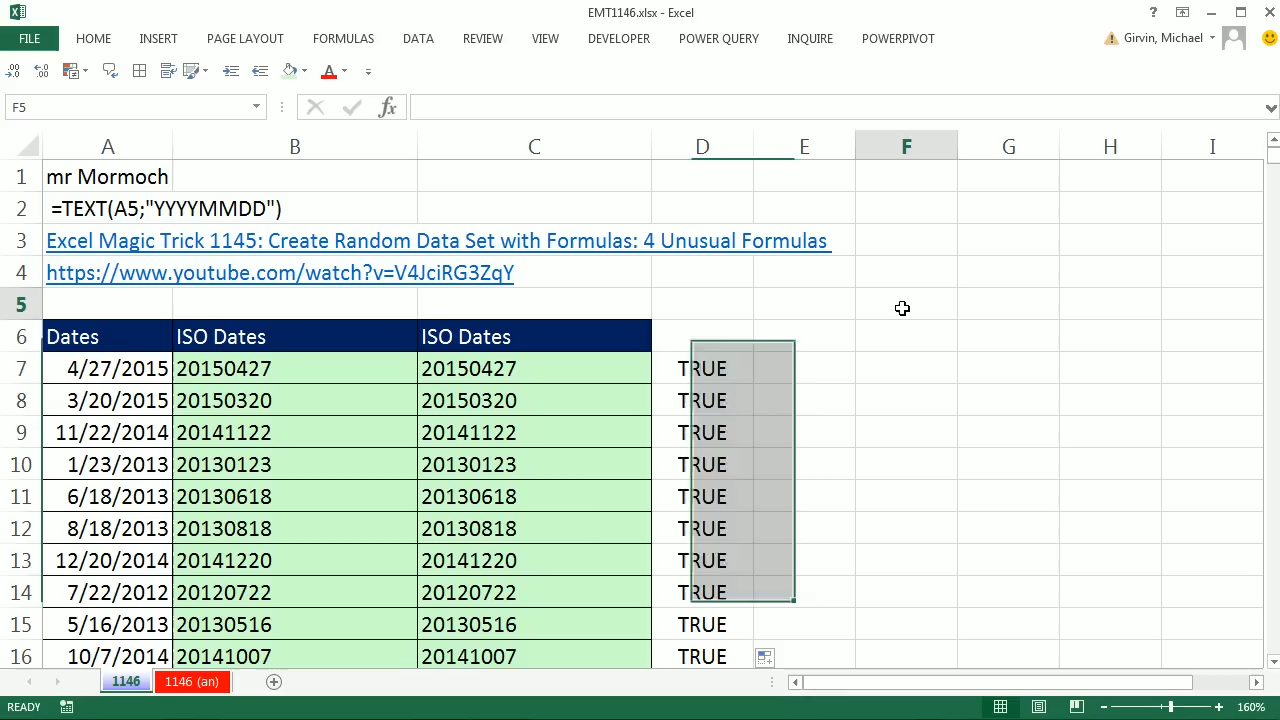 EMT1146.xlsx - Excel
?
FILE HOME INSERT PAGE LAYOUT FORMULAS DATA REVIEW VIEW DEVELOPER POWER QUERY INQUIRE POWERPIVOT Girvin, Michael
F5 fx
A B C D E F G H I
1 mr Mormoch
2 =TEXT(A5;"YYYYMMDD")
3 Excel Magic Trick 1145: Create Random Data Set with Formulas: 4 Unusual Formulas
4 https://www.youtube.com/watch?v=V4JciRG3ZqY
5
6 Dates ISO Dates ISO Dates
7 4/27/2015 20150427 20150427 TRUE
8 3/20/2015 20150320 20150320 TRUE
9 11/22/2014 20141122 20141122 TRUE
10 1/23/2013 20130123 20130123 TRUE
11 6/18/2013 20130618 20130618 TRUE
12 8/18/2013 20130818 20130818 TRUE
13 12/20/2014 20141220 20141220 TRUE
14 7/22/2012 20120722 20120722 TRUE
15 5/16/2013 20130516 20130516 TRUE
16 10/7/2014 20141007 20141007 TRUE
1146 1146 (an)
READY 160%